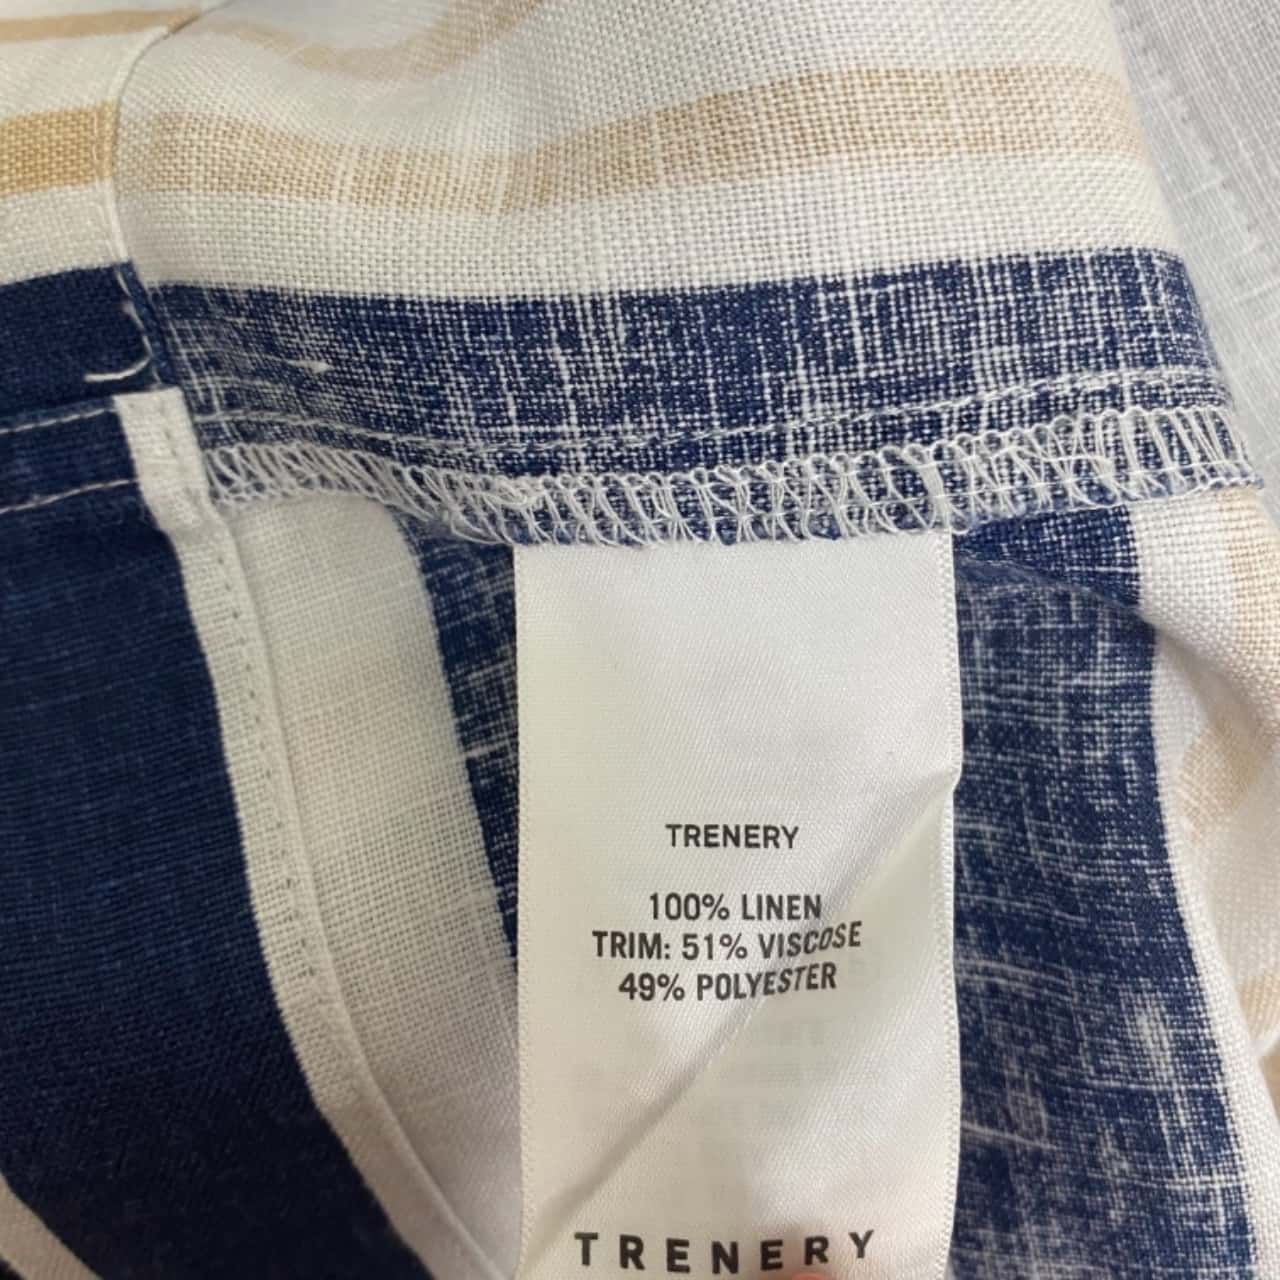 TRENERY
100% LINEN
TRIM: 51% VISCOSE
49% POLYESTER
TRENERY